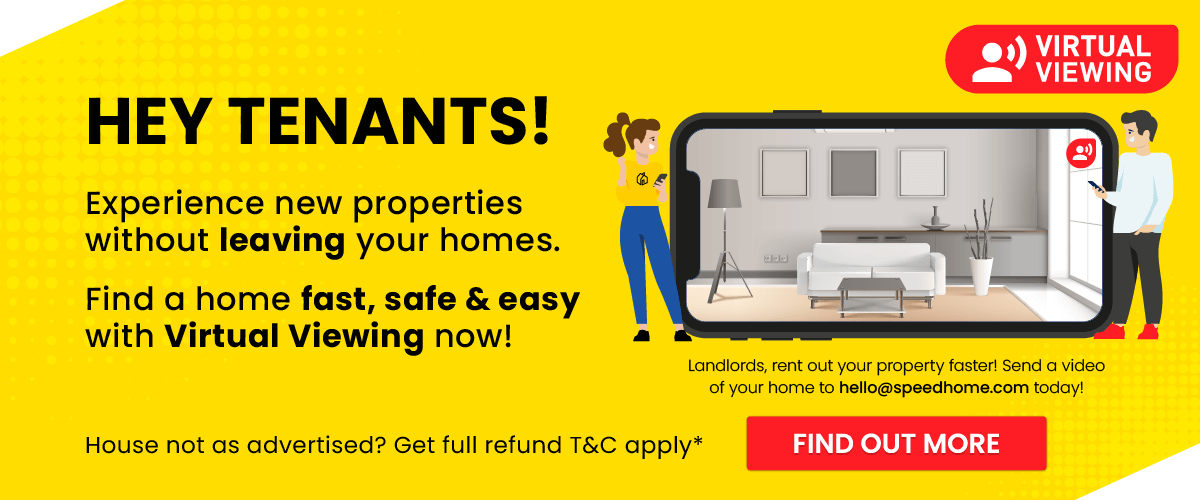 VIRTUAL
VIEWING
HEY TENANTS!
Experience new properties
without leaving your homes.
Find a home fast, safe & easy
with Virtual Viewing now!
Landlords, rent out your property faster! Send a video
of your home to hello@speedhome.com today!
House not as advertised? Get full refund T&C apply*
FIND OUT MORE